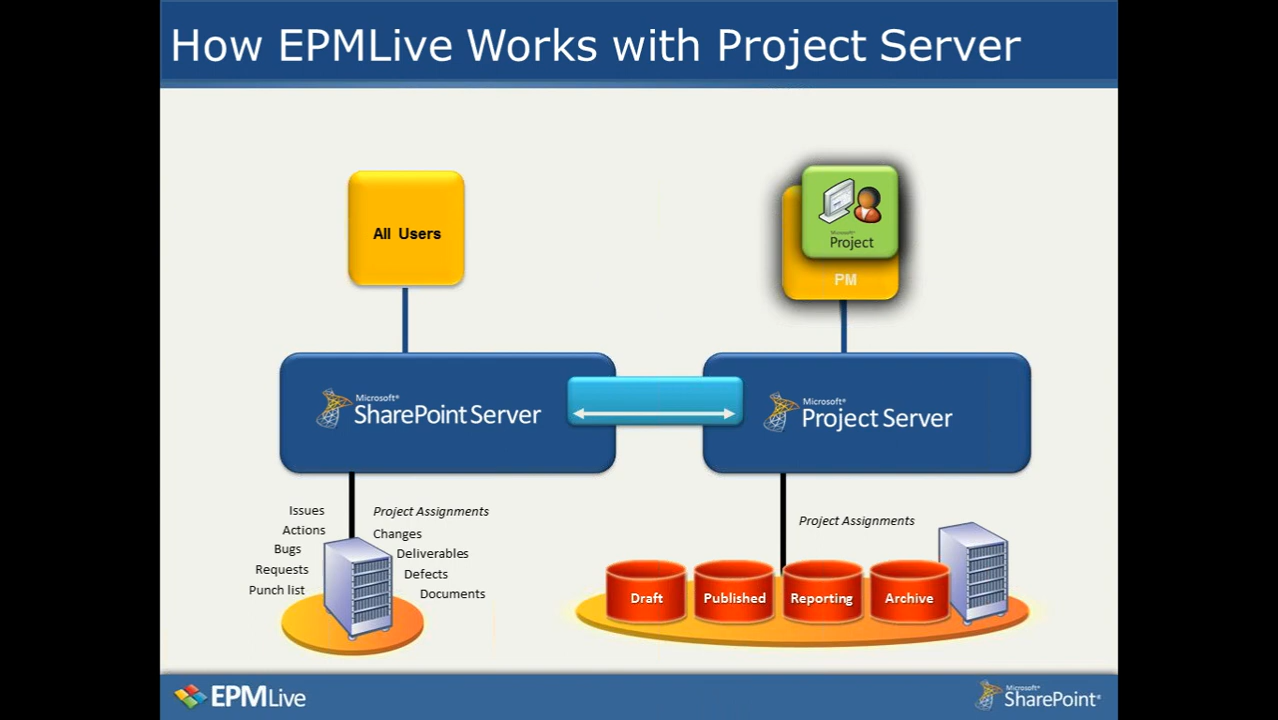 How EPMLive Works with Project Server
All Users
Microsoft®
Project
PM
Microsoft®
SharePoint Server
Microsoft®
Project Server
Issues
Actions
Bugs
Requests
Punch list
Project Assignments
Changes
Deliverables
Defects
Documents
Project Assignments
Draft
Published
Reporting
Archive
EPMLive
Microsoft®
SharePoint®